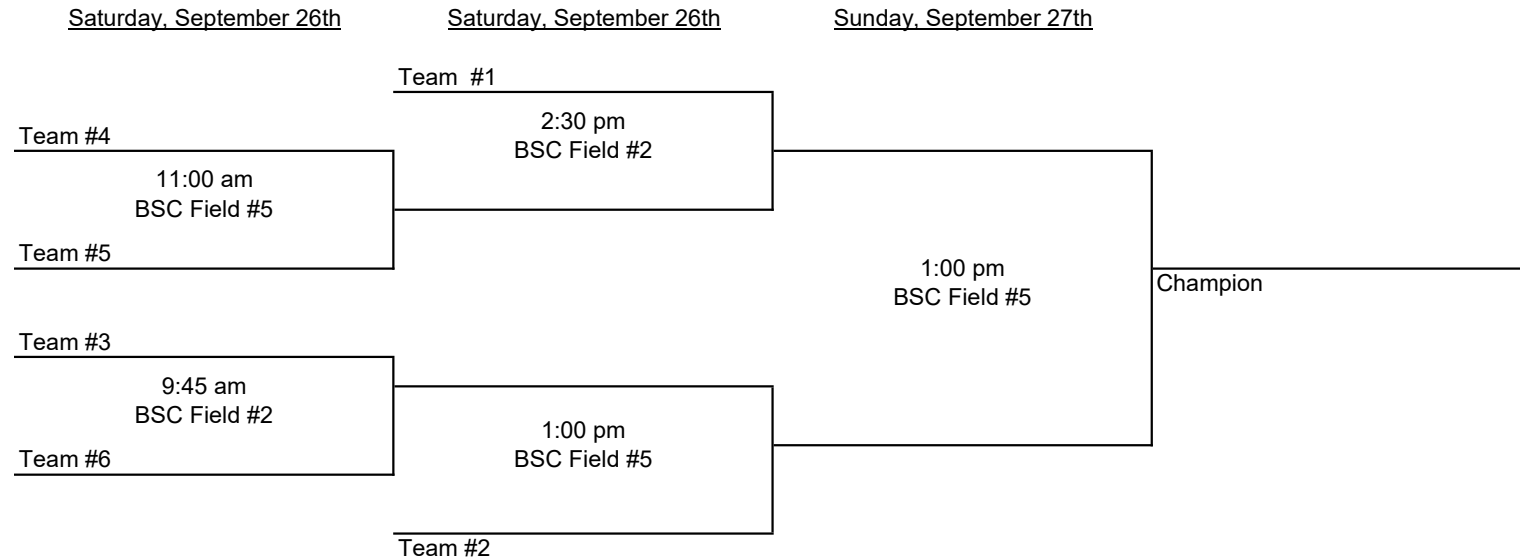 Saturday, September 26th
Saturday, September 26th
Sunday, September 27th
Team  #1
2:30 pm
BSC Field #2
Team #4
11:00 am
BSC Field #5
Team #5
1:00 pm
BSC Field #5
Champion
Team #3
9:45 am
BSC Field #2
Team #6
1:00 pm
BSC Field #5
Team #2